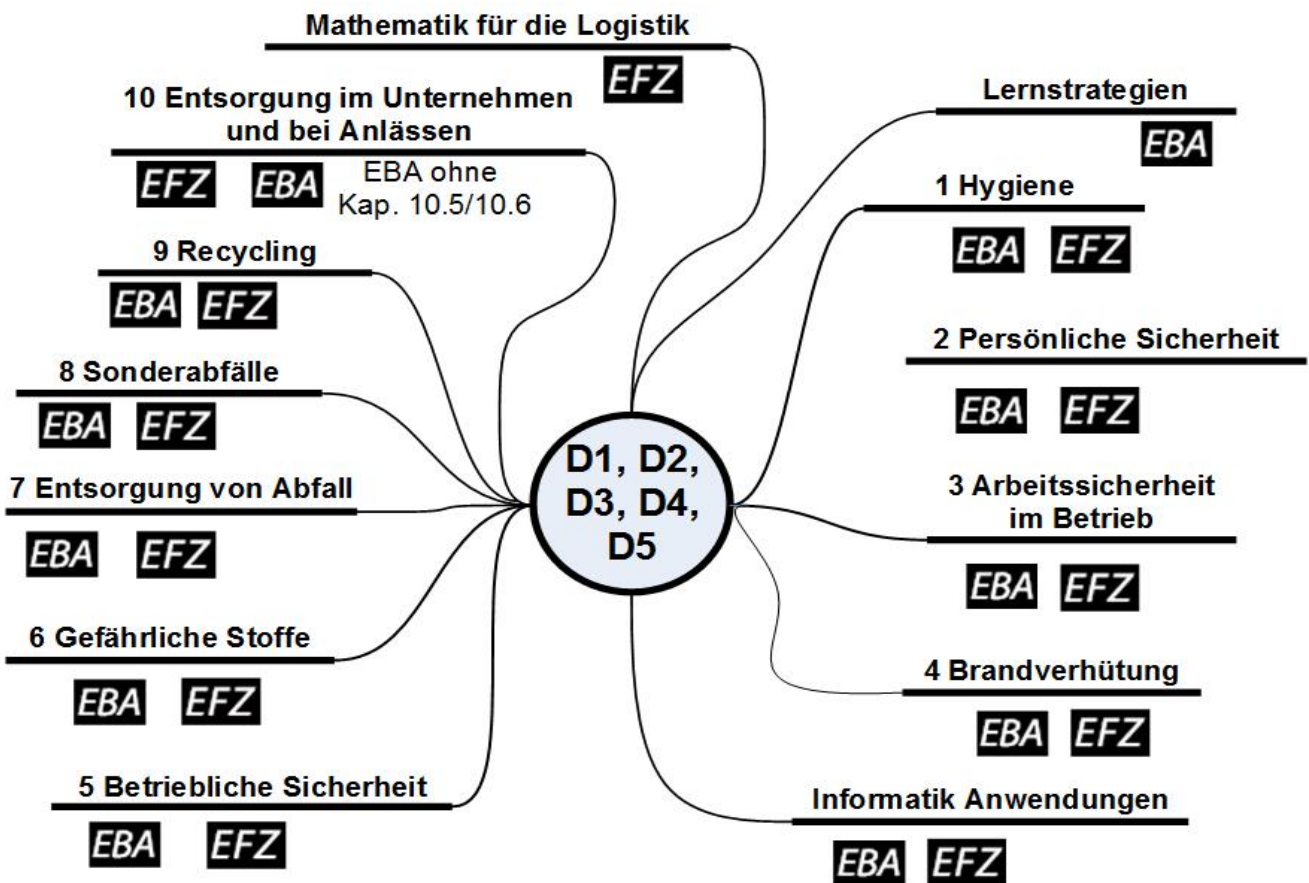 Mathematik für die Logistik
EFZ
10 Entsorgung im Unternehmen
und bei Anlässen
EFZ EBA EBA ohne
Kap. 10.5/10.6
9 Recycling
EBA EFZ
8 Sonderabfälle
EBA EFZ
7 Entsorgung von Abfall
EBA EFZ
6 Gefährliche Stoffe
EBA EFZ
5 Betriebliche Sicherheit
EBA EFZ
D1, D2,
D3, D4,
D5
Lernstrategien
EBA
1 Hygiene
EBA EFZ
2 Persönliche Sicherheit
EBA EFZ
3 Arbeitssicherheit
im Betrieb
EBA EFZ
4 Brandverhütung
EBA EFZ
Informatik Anwendungen
EBA EFZ